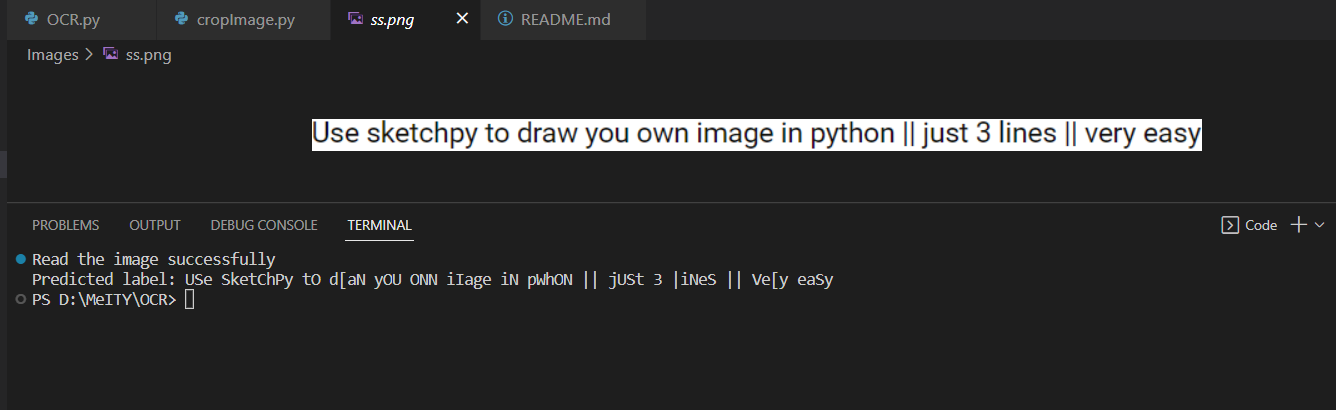 OCR.py cropImage.py ss.png README.md
Images ss.png
Use sketchpy to draw you own image in python || just 3 lines || very easy
PROBLEMS OUTPUT DEBUG CONSOLE TERMINAL Code
Read the image successfully
Predicted label: USe SketChPy tO d[aN yOU ONN iIage iN pWhON || jUSt 3 |iNeS || Ve[y eaSy
PS D:\MeITY\OCR>